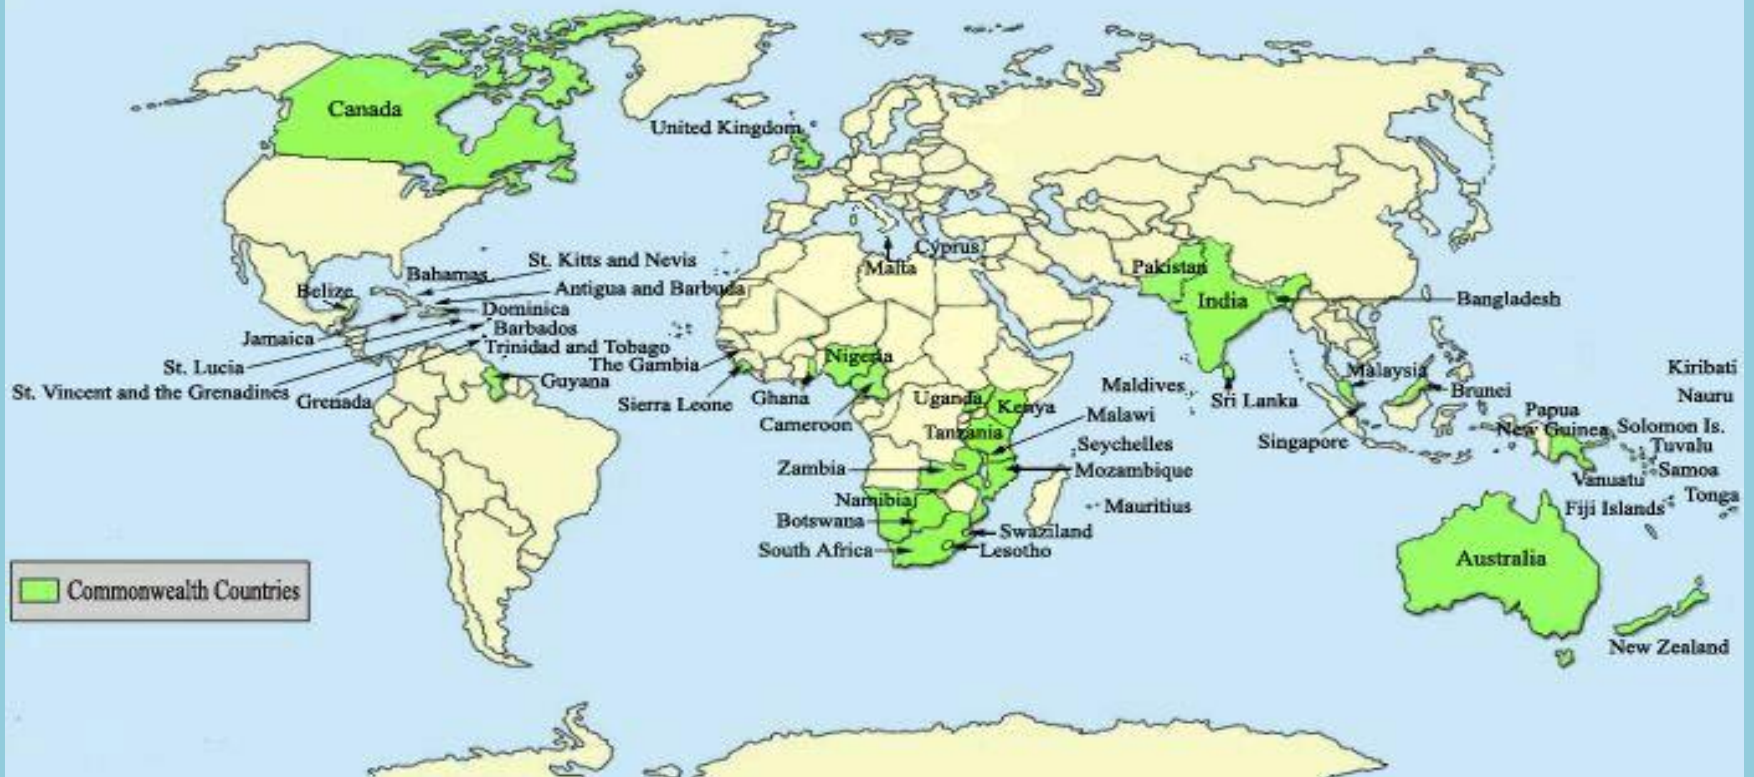 Canada
United Kingdom
Cyprus
Malta
St. Kitts and Nevis
Bahamas
Antigua and Barbuda
Belize
Dominica
Barbados
Jamaica
Trinidad and Tobago
St. Lucia
The Gambia
Guyana
St. Vincent and the Grenadines
Grenada
Sierra Leone
Ghana
Nigeria
Cameroon
Uganda
Kenya
Tanzania
Malawi
Seychelles
Zambia
Mozambique
Namibia
Mauritius
Botswana
Swaziland
South Africa
Lesotho
Pakistan
India
Bangladesh
Maldives
Sri Lanka
Malaysia
Brunei
Singapore
Kiribati
Nauru
Papua
New Guinea
Solomon Is.
Tuvalu
Samoa
Vanuatu
Tonga
Fiji Islands
Australia
New Zealand
Commonwealth Countries